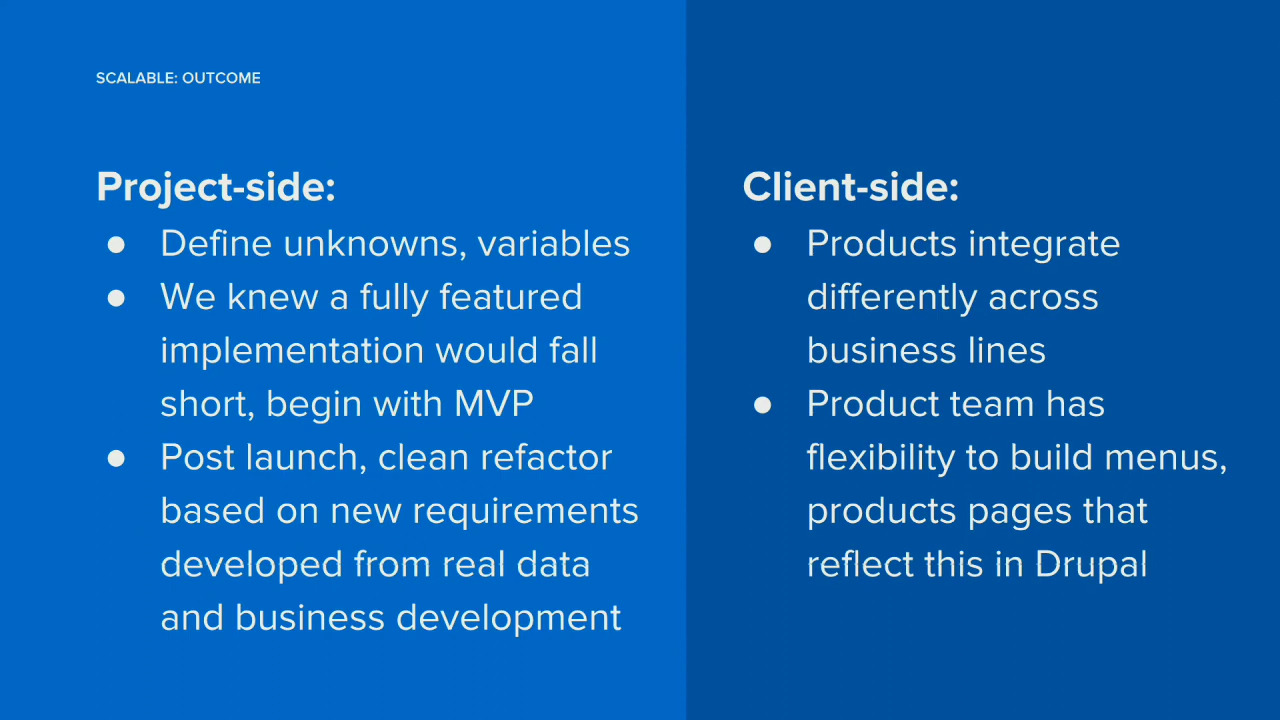 SCALABLE: OUTCOME
Project-side:
● Define unknowns, variables
● We knew a fully featured
implementation would fall
short, begin with MVP
● Post launch, clean refactor
based on new requirements
developed from real data
and business development
Client-side:
● Products integrate
differently across
business lines
● Product team has
flexibility to build menus,
products pages that
reflect this in Drupal